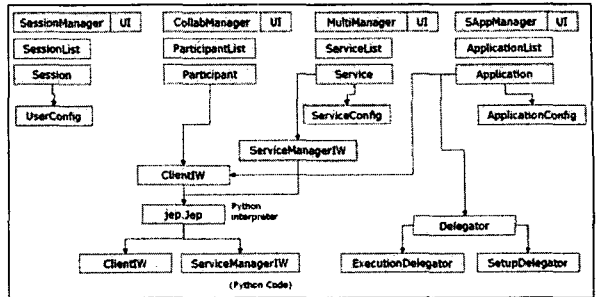 SessionManager UI CollabManager UI MultiManager UI SAppManager UI
SessionList ParticipantList ServiceList ApplicationList
Session Participant Service Application
UserConfig ServiceConfig ApplicationConfig
ServiceManagerIW
ClientIW
jep.Jep Python
Interpreter
Delegator
ClientIW ServiceManagerIW ExecutionDelegator SetupDelegator
(Python Code)